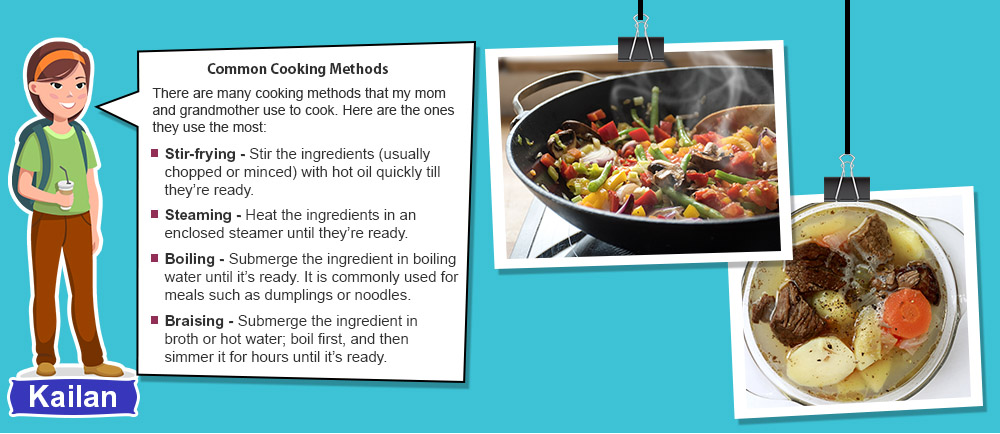 Common Cooking Methods
There are many cooking methods that my mom
and grandmother use to cook. Here are the ones
they use the most:
Stir-frying - Stir the ingredients (usually
chopped or minced) with hot oil quickly till
they’re ready.
Steaming - Heat the ingredients in an
enclosed steamer until they’re ready.
Boiling - Submerge the ingredient in boiling
water until it’s ready. It is commonly used for
meals such as dumplings or noodles.
Braising - Submerge the ingredient in
broth or hot water; boil first, and then
simmer it for hours until it’s ready.
Kailan